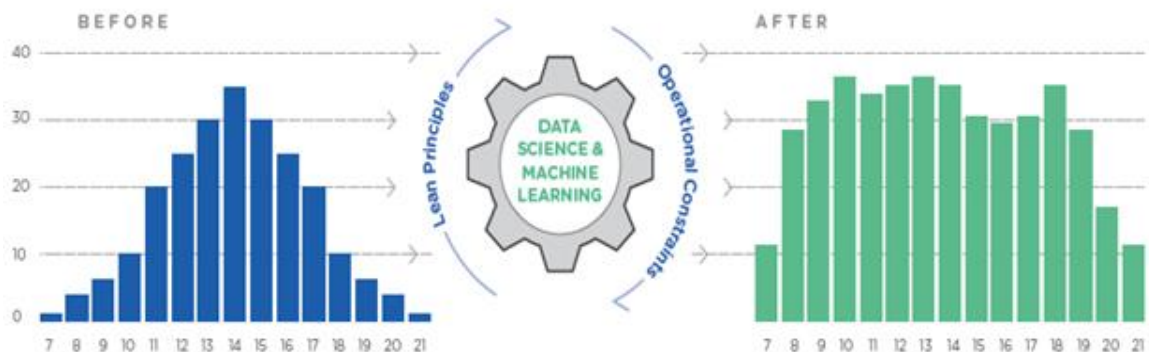 BEFORE
40
30
20
10
0
7 8 9 10 11 12 13 14 15 16 17 18 19 20 21
Lean Principles
DATA
SCIENCE &
MACHINE
LEARNING
Operational Constraints
AFTER
7 8 9 10 11 12 13 14 15 16 17 18 19 20 21